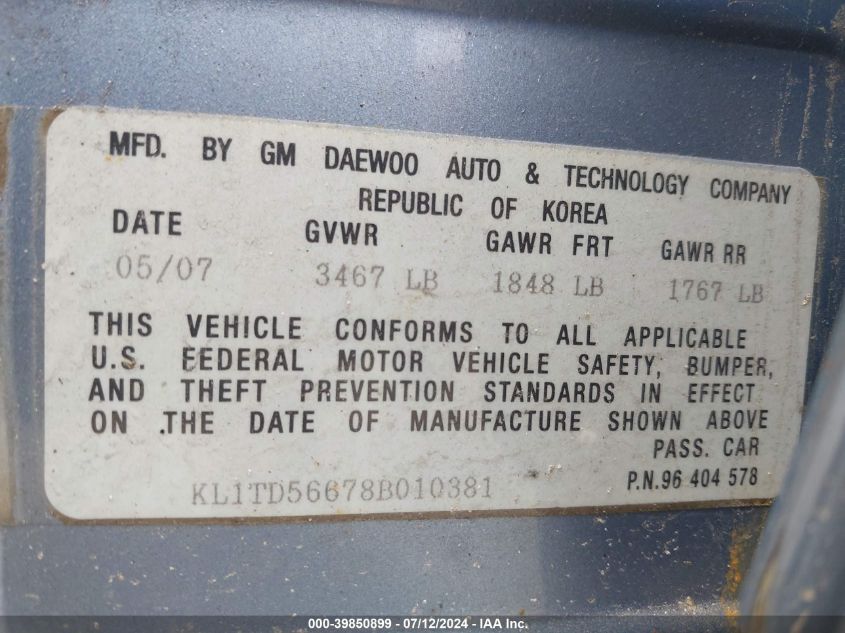 MFD. BY GM DAEWOO AUTO & TECHNOLOGY COMPANY
REPUBLIC OF KOREA
DATE GVWR GAWR FRT GAWR RR
05/07 3467 LB 1848 LB 1767 LB
THIS VEHICLE CONFORMS TO ALL APPLICABLE
U.S. FEDERAL MOTOR VEHICLE SAFETY, BUMPER,
AND THEFT PREVENTION STANDARDS IN EFFECT
ON .THE DATE OF MANUFACTURE SHOWN ABOVE
PASS. CAR
KL1TD56678B010381 P.N.96 404 578
000-39850899 | 07/12/2024 - IAA Inc.